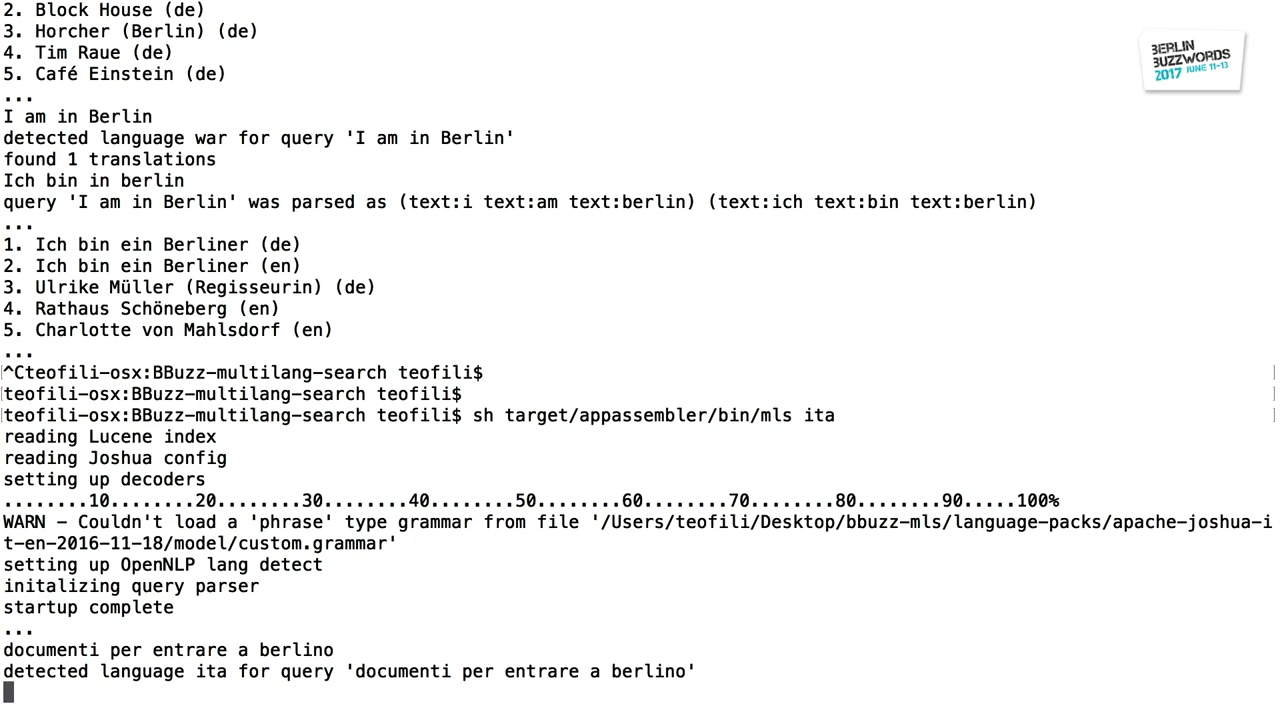 2. Block House (de)
3. Horcher (Berlin) (de)
4. Tim Raue (de)
5. Café Einstein (de)
...
I am in Berlin
detected language war for query 'I am in Berlin'
found 1 translations
Ich bin in berlin
query 'I am in Berlin' was parsed as (text:i text:am text:berlin) (text:ich text:bin text:berlin)
...
1. Ich bin ein Berliner (de)
2. Ich bin ein Berliner (en)
3. Ulrike Müller (Regisseurin) (de)
4. Rathaus Schöneberg (en)
5. Charlotte von Mahlsdorf (en)
...
^Cteofili-osx:BBuzz-multilang-search teofili$
teofili-osx:BBuzz-multilang-search teofili$
teofili-osx:BBuzz-multilang-search teofili$ sh target/appassembler/bin/mls ita
reading Lucene index
reading Joshua config
setting up decoders
........10........20........30........40........50........60........70........80........90.....100%
WARN - Couldn't load a 'phrase' type grammar from file '/Users/teofili/Desktop/bbuzz-mls/language-packs/apache-joshua-i
t-en-2016-11-18/model/custom.grammar'
setting up OpenNLP lang detect
initalizing query parser
startup complete
...
documenti per entrare a berlino
detected language ita for query 'documenti per entrare a berlino'
BERLIN
BUZZWORDS
2017 JUNE 11-13